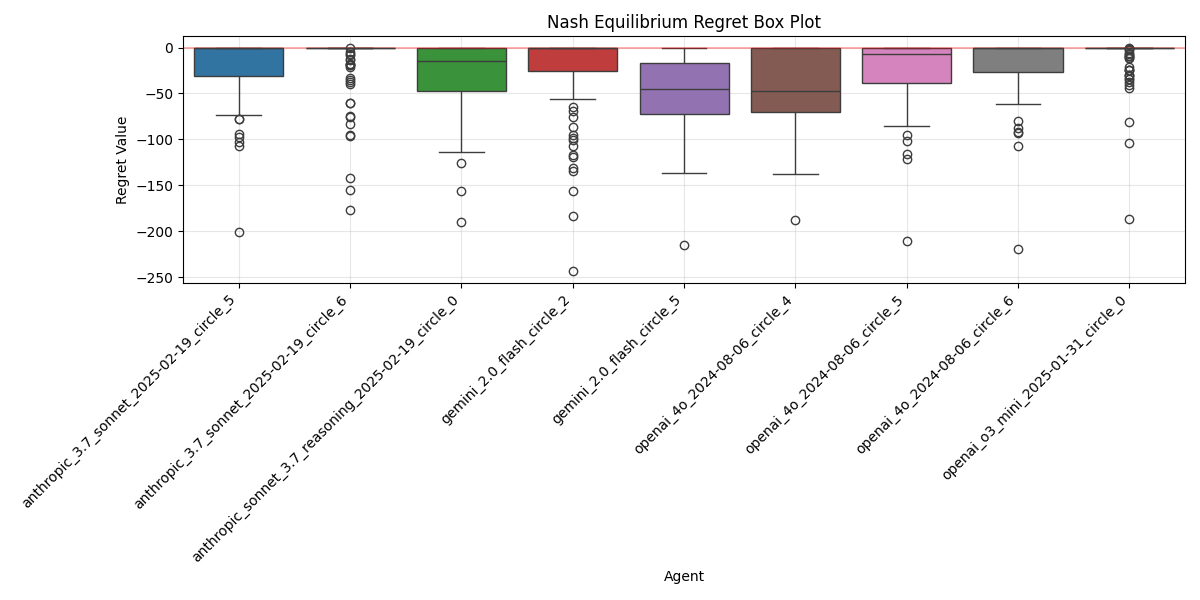 Nash Equilibrium Regret Box Plot
Regret Value
0
−50
−100
−150
−200
−250
anthropic_3.7_sonnet_2025-02-19_circle_5
anthropic_3.7_sonnet_2025-02-19_circle_6
anthropic_sonnet_3.7_reasoning_2025-02-19_circle_0
gemini_2.0_flash_circle_2
gemini_2.0_flash_circle_5
openai_4o_2024-08-06_circle_4
openai_4o_2024-08-06_circle_5
openai_4o_2024-08-06_circle_6
openai_o3_mini_2025-01-31_circle_0
Agent